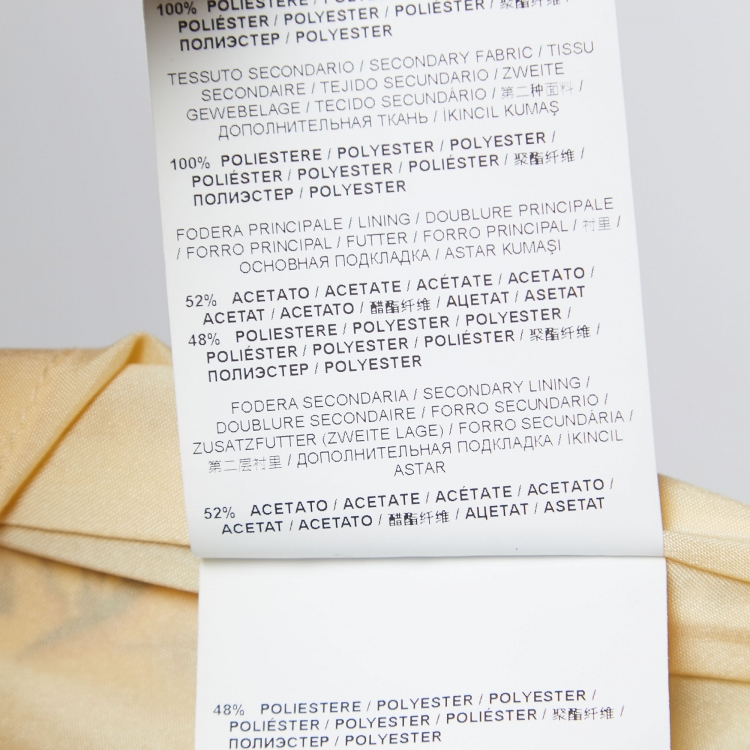 100% POLIESTERE / POLYESTER / POLYESTER /
POLIÉSTER / POLYESTER / POLIÉSTER / 聚酯纤维 /
ПОЛИЭСТЕР / POLYESTER
TESSUTO SECONDARIO / SECONDARY FABRIC / TISSU
SECONDAIRE / TEJIDO SECUNDARIO / ZWEITE
GEWEBELAGE / TECIDO SECUNDÁRIO / 第二种面料 /
ДОПОЛНИТЕЛЬНАЯ ТКАНЬ / İKINCIL KUMAŞ
100% POLIESTERE / POLYESTER / POLYESTER /
POLIÉSTER / POLYESTER / POLIÉSTER / 聚酯纤维 /
ПОЛИЭСТЕР / POLYESTER
FODERA PRINCIPALE / LINING / DOUBLURE PRINCIPALE
/ FORRO PRINCIPAL / FUTTER / FORRO PRINCIPAL / 衬里 /
ОСНОВНАЯ ПОДКЛАДКА / ASTAR KUMAŞI
52% ACETATO / ACETATE / ACÉTATE / ACETATO /
ACETAT / ACETATO / 醋酯纤维 / АЦЕТАТ / ASETAT
48% POLIESTERE / POLYESTER / POLYESTER /
POLIÉSTER / POLYESTER / POLIÉSTER / 聚酯纤维 /
ПОЛИЭСТЕР / POLYESTER
FODERA SECONDARIA / SECONDARY LINING /
DOUBLURE SECONDAIRE / FORRO SECUNDARIO /
ZUSATZFUTTER (ZWEITE LAGE) / FORRO SECUNDÁRIA /
第二层衬里 / ДОПОЛНИТЕЛЬНАЯ ПОДКЛАДКА / IKINCIL
ASTAR
52% ACETATO / ACETATE / ACÉTATE / ACETATO /
ACETAT / ACETATO / 醋酯纤维 / АЦЕТАТ / ASETAT
48% POLIESTERE / POLYESTER / POLYESTER /
POLIÉSTER / POLYESTER / POLIÉSTER / 聚酯纤维 /
ПОЛИЭСТЕР / POLYESTER